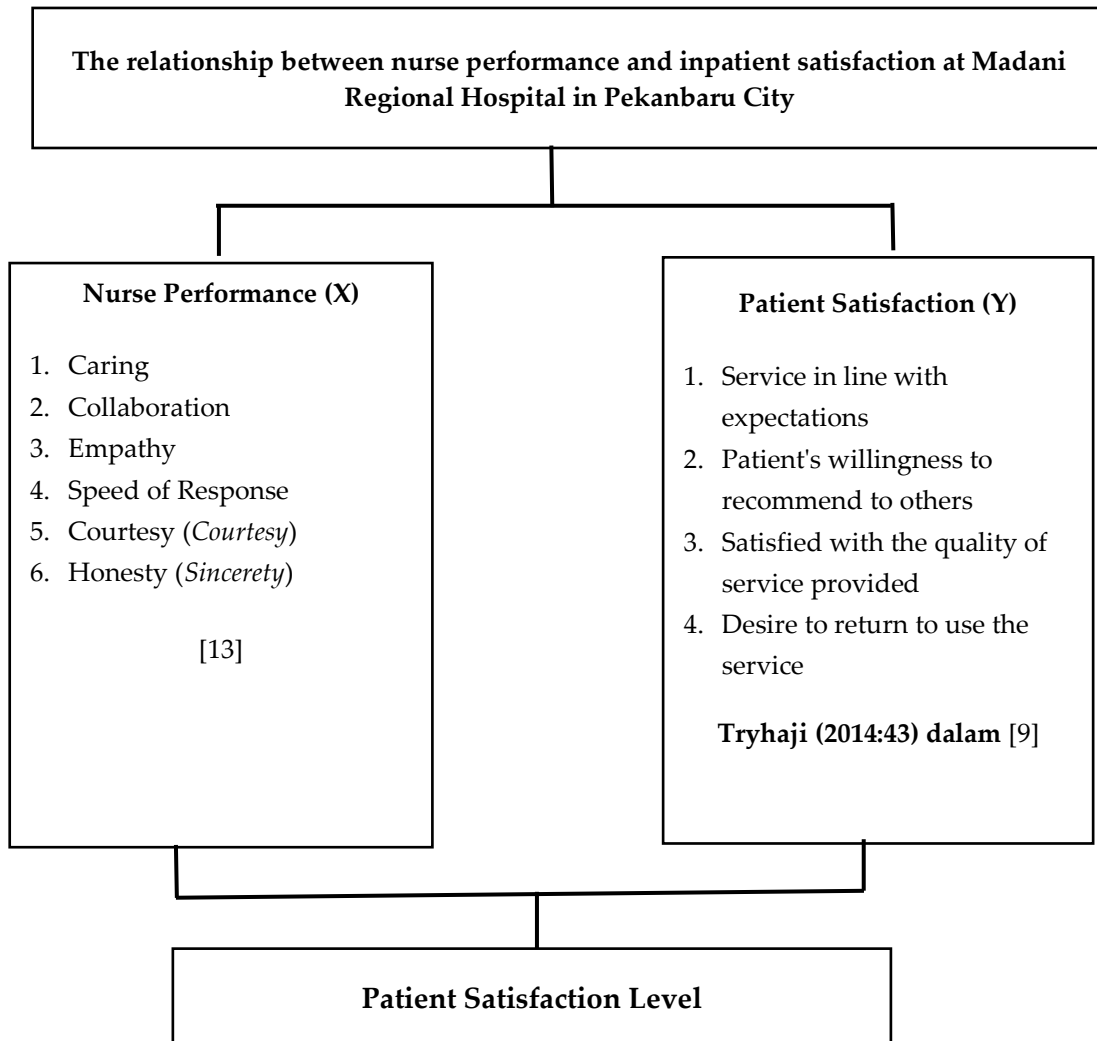 The relationship between nurse performance and inpatient satisfaction at Madani
Regional Hospital in Pekanbaru City
Nurse Performance (X)
1. Caring
2. Collaboration
3. Empathy
4. Speed of Response
5. Courtesy (Courtesy)
6. Honesty (Sincerety)
[13]
Patient Satisfaction (Y)
1. Service in line with
expectations
2. Patient's willingness to
recommend to others
3. Satisfied with the quality of
service provided
4. Desire to return to use the
service
Tryhaji (2014:43) dalam [9]
Patient Satisfaction Level